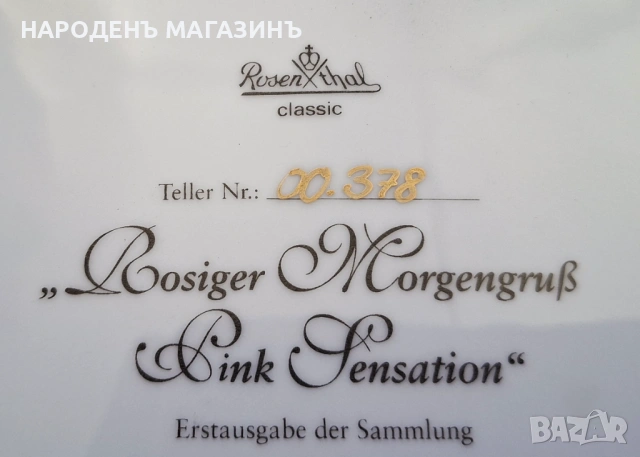 НАРОДЕНЪ МАГАЗИНЪ
Rosenthal
classic
Teller Nr.: 00.378
„Rosiger Morgengruß
Pink Sensation“
Erstausgabe der Sammlung
BAZAR